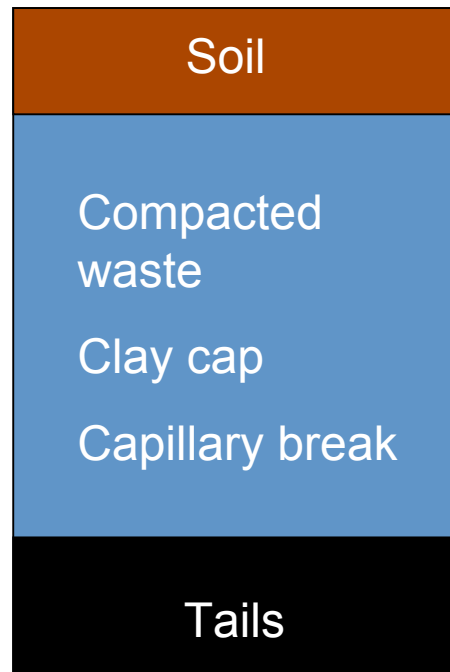 Soil
Compacted
waste
Clay cap
Capillary break
Tails